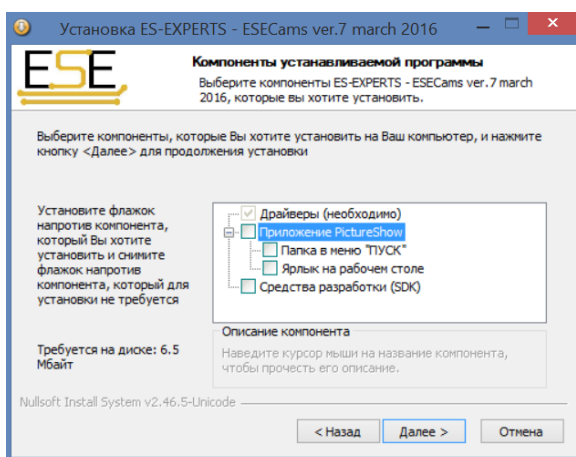 Установка ES-EXPERTS - ESECams ver.7 march 2016
ESE
Компоненты устанавливаемой программы
Выберите компоненты ES-EXPERTS - ESECams ver.7 march
2016, которые вы хотите установить.
Выберите компоненты, которые Вы хотите установить на Ваш компьютер, и нажмите
кнопку <Далее> для продолжения установки
Установите флажок
напротив компонента,
который Вы хотите
установить и снимите
флажок напротив
компонента, который для
установки не требуется
Драйверы (необходимо)
Приложение PictureShow
Папка в меню "ПУСК"
Ярлык на рабочем столе
Средства разработки (SDK)
Требуется на диске: 6.5
Мбайт
Описание компонента
Наведите курсор мыши на название компонента,
чтобы прочесть его описание.
Nullsoft Install System v2.46.5-Unicode
< Назад
Далее >
Отмена